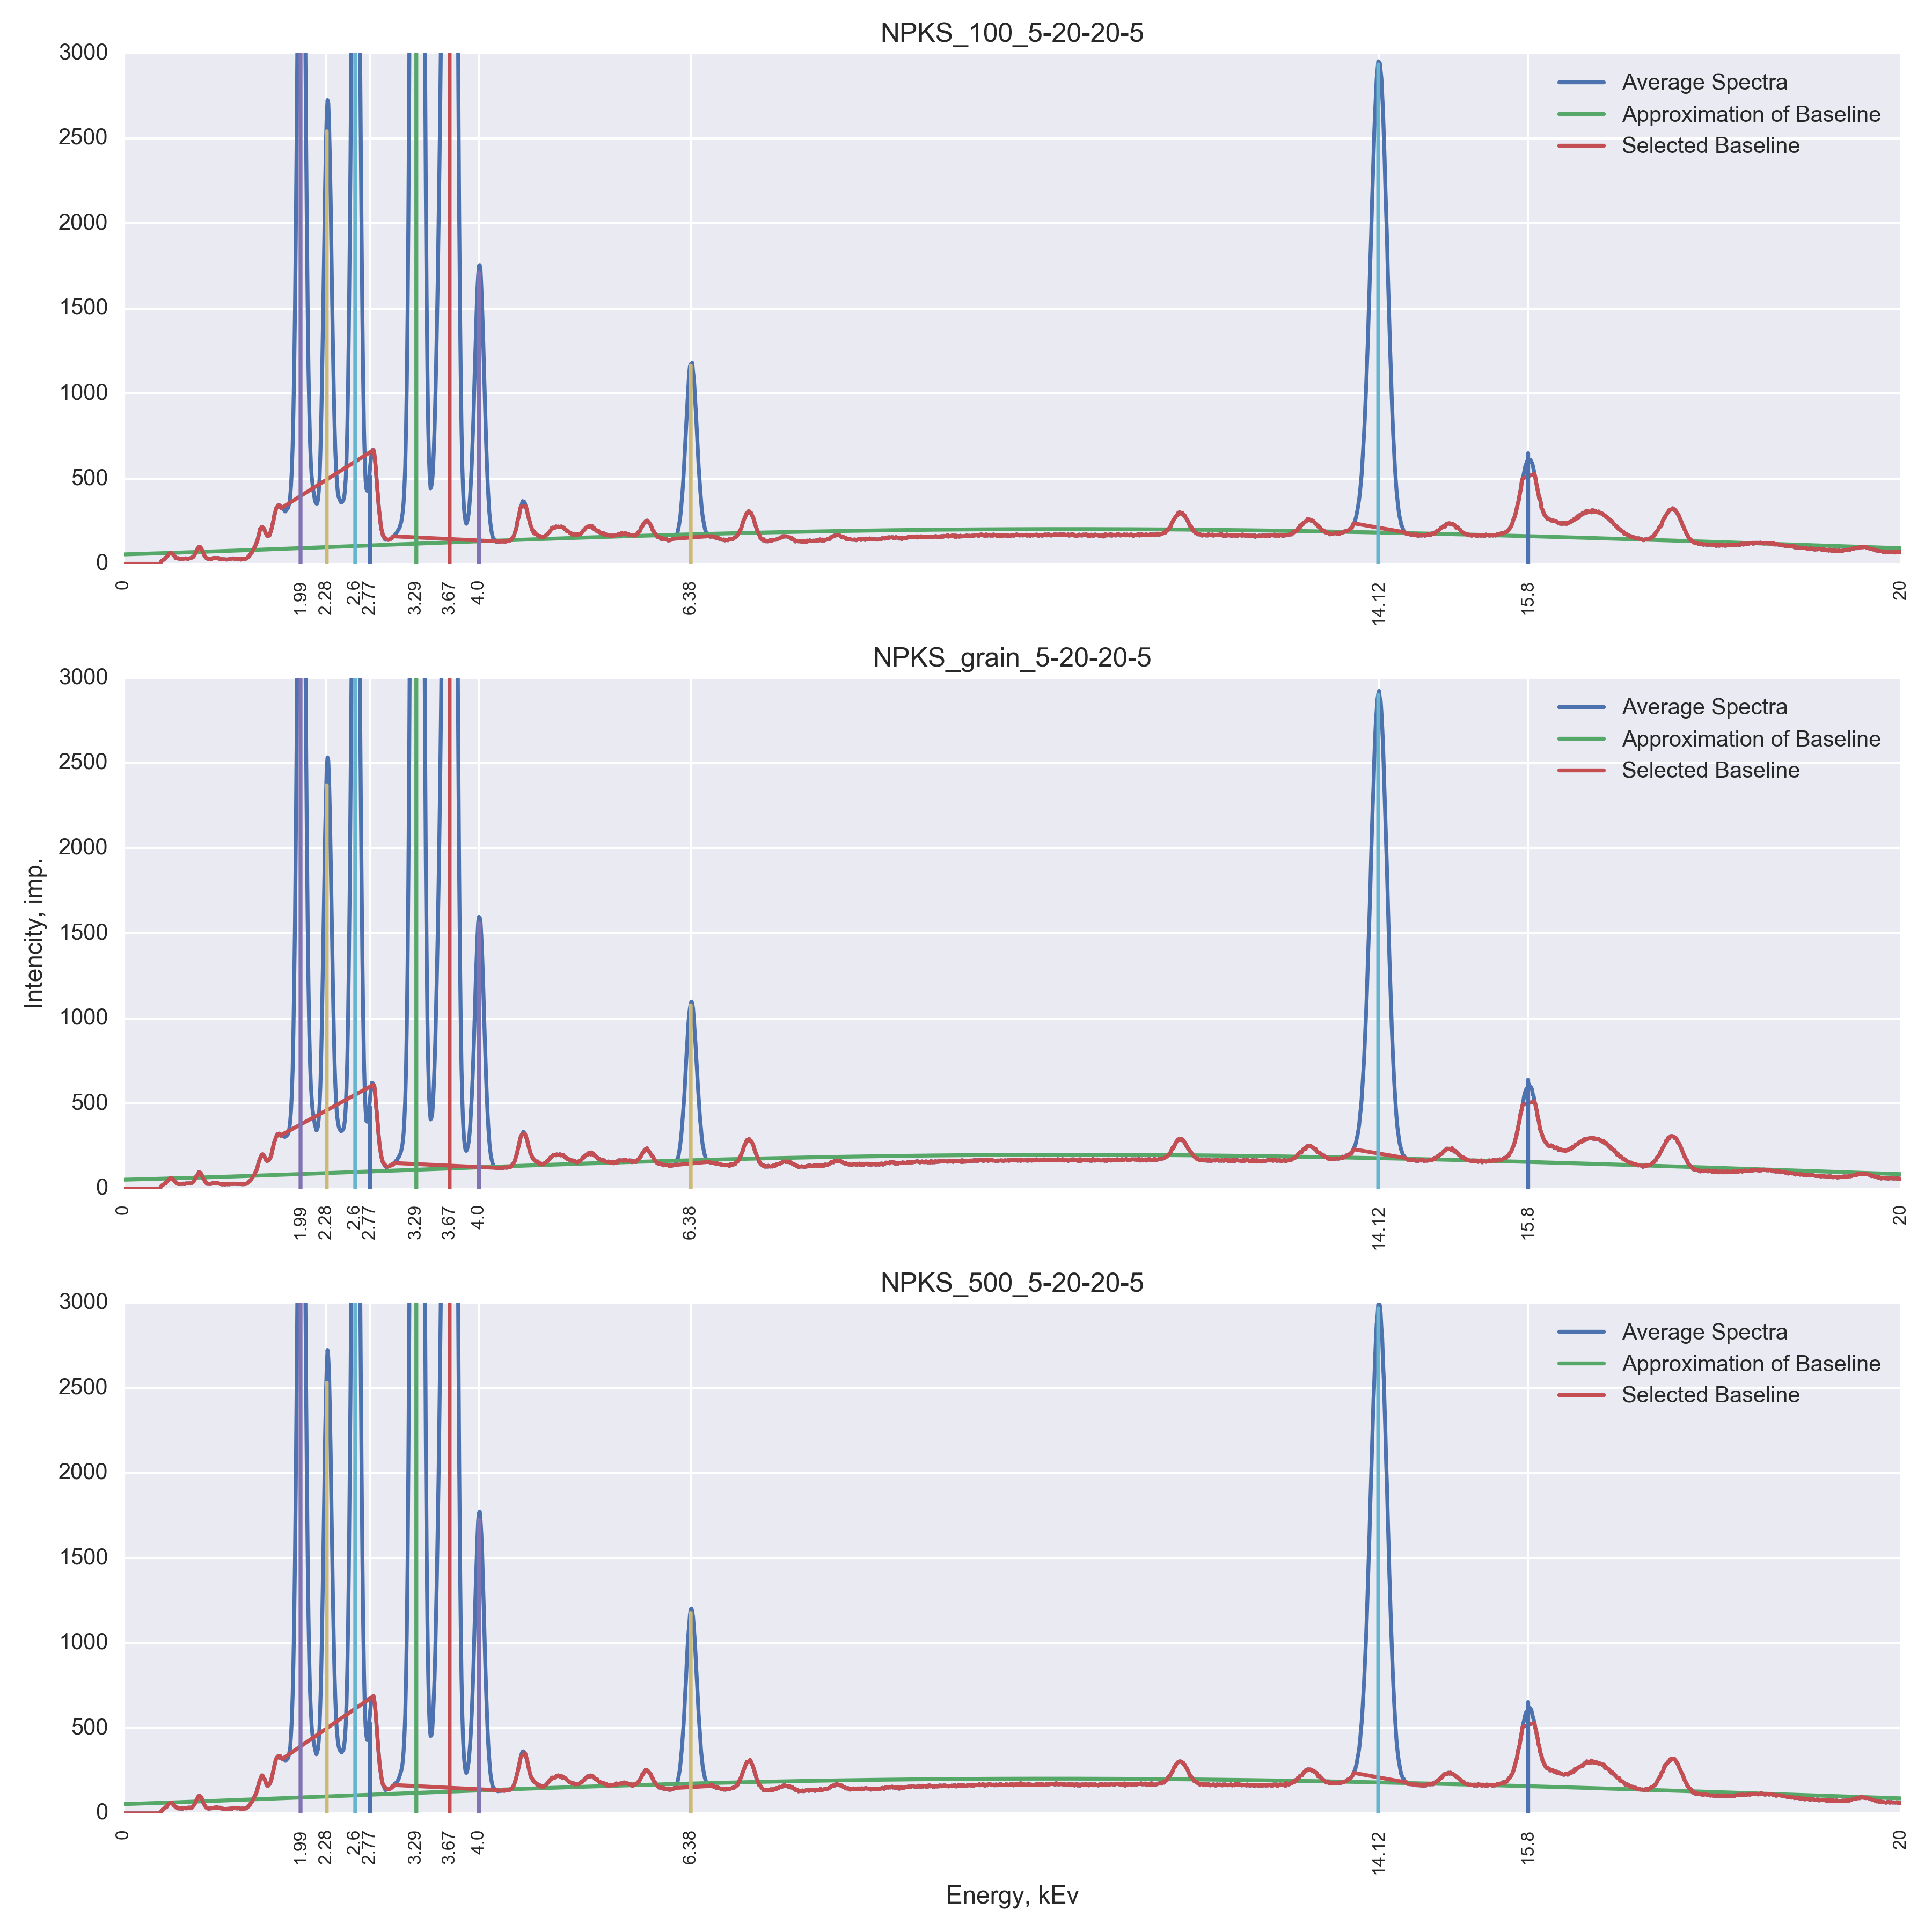 NPKS_100_5-20-20-5
3000
2500
2000
1500
1000
500
0
Average Spectra
Approximation of Baseline
Selected Baseline
0 1.99 2.28 2.6 2.77 3.29 3.67 4.0 6.38 14.12 15.8 20
NPKS_grain_5-20-20-5
3000
2500
2000
1500
1000
500
0
Intencity, imp.
Average Spectra
Approximation of Baseline
Selected Baseline
0 1.99 2.28 2.6 2.77 3.29 3.67 4.0 6.38 14.12 15.8 20
NPKS_500_5-20-20-5
3000
2500
2000
1500
1000
500
0
Average Spectra
Approximation of Baseline
Selected Baseline
0 1.99 2.28 2.6 2.77 3.29 3.67 4.0 6.38 14.12 15.8 20
Energy, kEv